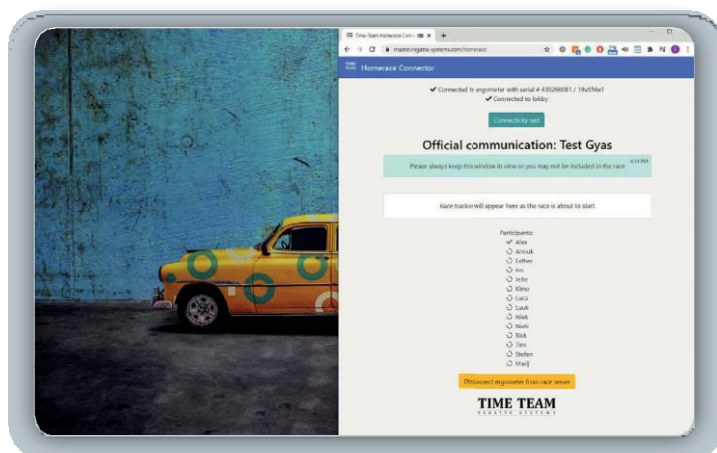 Time-Team Homerace Conn
master.regatta-systems.com/homerace
TIME TEAM
Homerace Connector
✔ Connected to ergometer with serial # 430266081 / 19a556e1
✔ Connected to lobby
Connectivity test
Official communication: Test Gyas
Please always keep this window in view or you may not be included in the race
Race tracker will appear here as the race is about to start
Participants:
Alex
Anouk
Esther
Iris
Jelte
Kimo
Luca
Luuk
Niek
Niels
Rick
Ties
Stefan
Marij
Disconnect ergometer from race server
TIME TEAM
REGATTA SYSTEMS